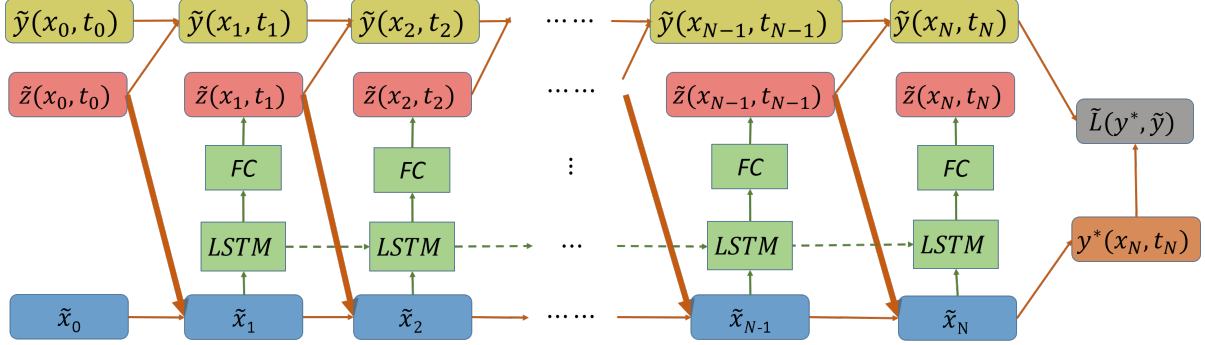 ỹ(x₀, t₀) ỹ(x₁, t₁) ỹ(x₂, t₂) ⋯⋯ ỹ(x_{N−1}, t_{N−1}) ỹ(x_N, t_N)
z̃(x₀, t₀) z̃(x₁, t₁) z̃(x₂, t₂) ⋯⋯ z̃(x_{N−1}, t_{N−1}) z̃(x_N, t_N)
L̃(y*, ỹ)
FC FC ⋮ FC FC
LSTM LSTM ⋯ LSTM LSTM
y*(x_N, t_N)
x̃₀ x̃₁ x̃₂ ⋯⋯ x̃_{N-1} x̃_N